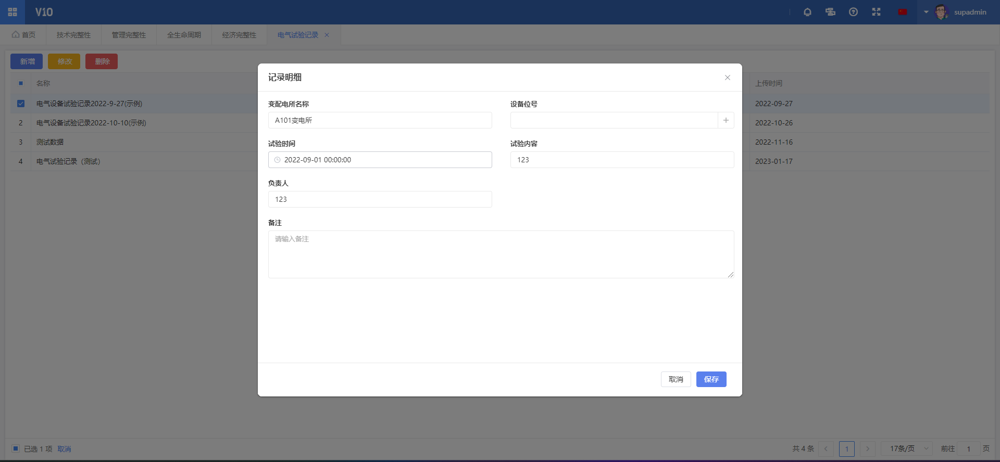 V10
supadmin
首页
技术完整性
管理完整性
全生命周期
经济完整性
电气试验记录
新增
修改
删除
名称
上传时间
电气设备试验记录2022-9-27(示例)
2022-09-27
2
电气设备试验记录2022-10-10(示例)
2022-10-26
3
测试数据
2022-11-16
4
电气试验记录（测试）
2023-01-17
记录明细
变配电所名称
设备位号
A101变电所
试验时间
试验内容
2022-09-01 00:00:00
123
负责人
123
备注
请输入备注
取消
保存
已选 1 项 取消
共 4 条
1
17条/页
前往 1 页